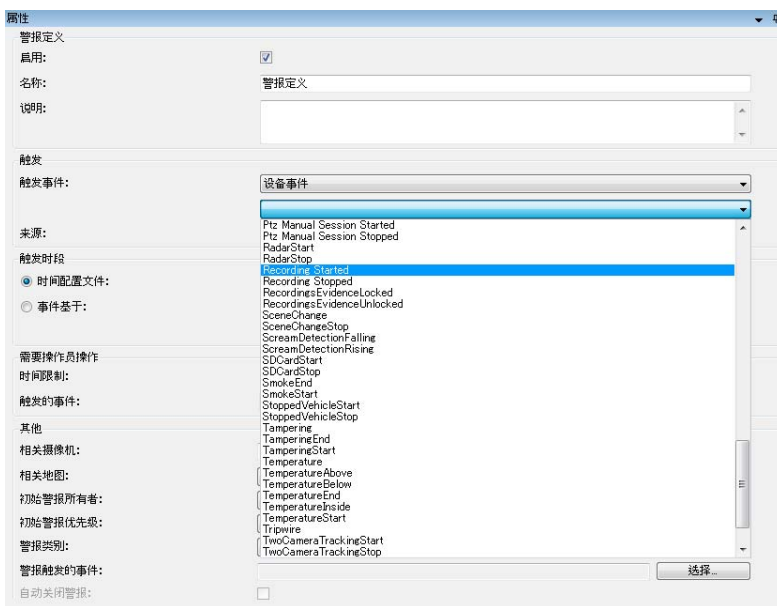 属性
警报定义
启用:
名称:
警报定义
说明:
触发
触发事件:
设备事件
来源:
Ptz Manual Session Started
Ptz Manual Session Stopped
RadarStart
RadarStop
Recording Started
Recording Stopped
RecordingsEvidenceLocked
RecordingsEvidenceUnlocked
SceneChange
SceneChangeStop
ScreamDetectionFalling
ScreamDetectionRising
SDCardStart
SDCardStop
SmokeEnd
SmokeStart
StoppedVehicleStart
StoppedVehicleStop
Tampering
TamperingEnd
TamperingStart
Temperature
TemperatureAbove
TemperatureBelow
TemperatureEnd
TemperatureInside
TemperatureStart
Tripwire
TwoCameraTrackingStart
TwoCameraTrackingStop
触发时段
时间配置文件:
事件基于:
需要操作员操作
时间限制:
触发的事件:
其他
相关摄像机:
相关地图:
初始警报所有者:
初始警报优先级:
警报类别:
警报触发的事件:
选择...
自动关闭警报: